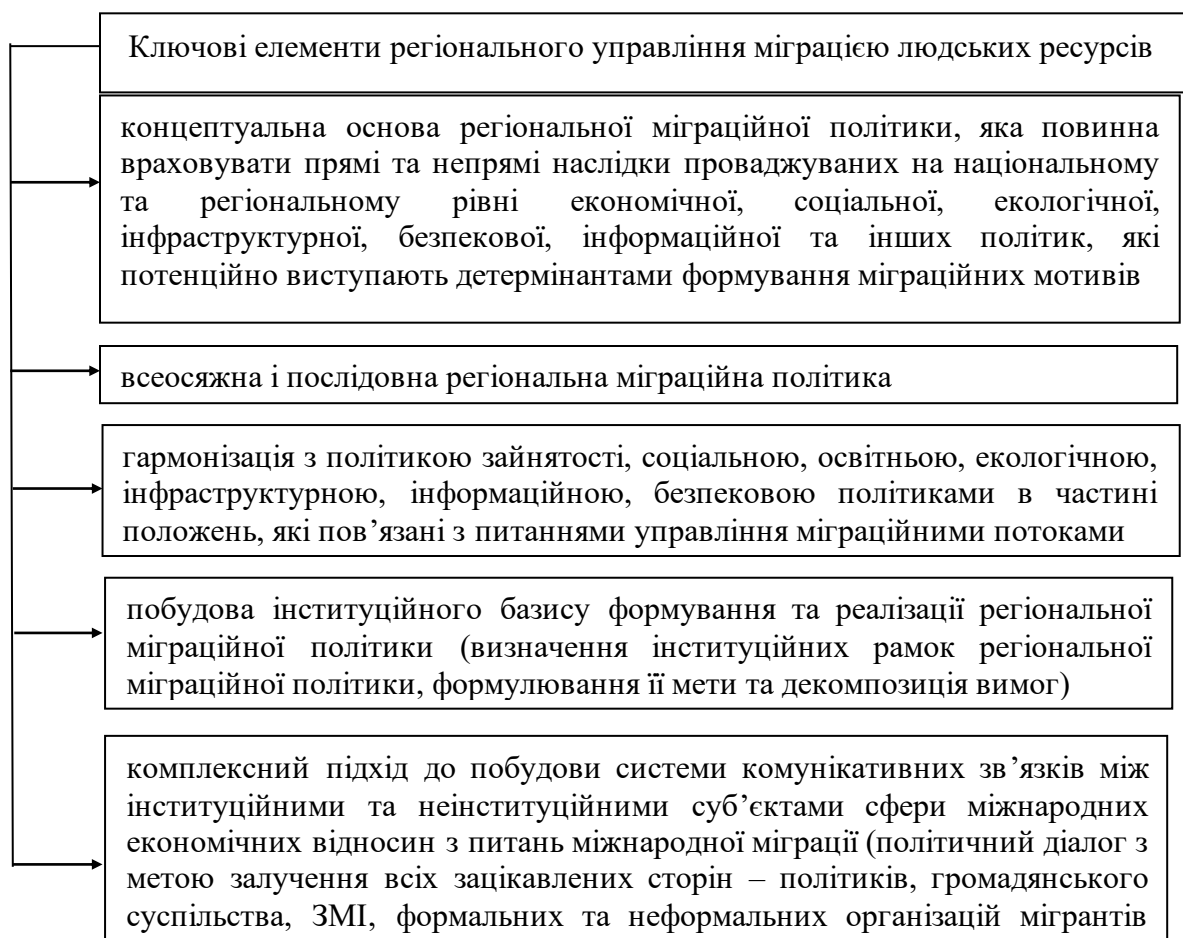 Ключові елементи регіонального управління міграцією людських ресурсів
концептуальна основа регіональної міграційної політики, яка повинна
враховувати прямі та непрямі наслідки проваджуваних на національному
та регіональному рівні економічної, соціальної, екологічної,
інфраструктурної, безпекової, інформаційної та інших політик, які
потенційно виступають детермінантами формування міграційних мотивів
всеосяжна і послідовна регіональна міграційна політика
гармонізація з політикою зайнятості, соціальною, освітньою, екологічною,
інфраструктурною, інформаційною, безпековою політиками в частині
положень, які пов’язані з питаннями управління міграційними потоками
побудова інституційного базису формування та реалізації регіональної
міграційної політики (визначення інституційних рамок регіональної
міграційної політики, формулювання її мети та декомпозиція вимог)
комплексний підхід до побудови системи комунікативних зв’язків між
інституційними та неінституційними суб’єктами сфери міжнародних
економічних відносин з питань міжнародної міграції (політичний діалог з
метою залучення всіх зацікавлених сторін – політиків, громадянського
суспільства, ЗМІ, формальних та неформальних організацій мігрантів